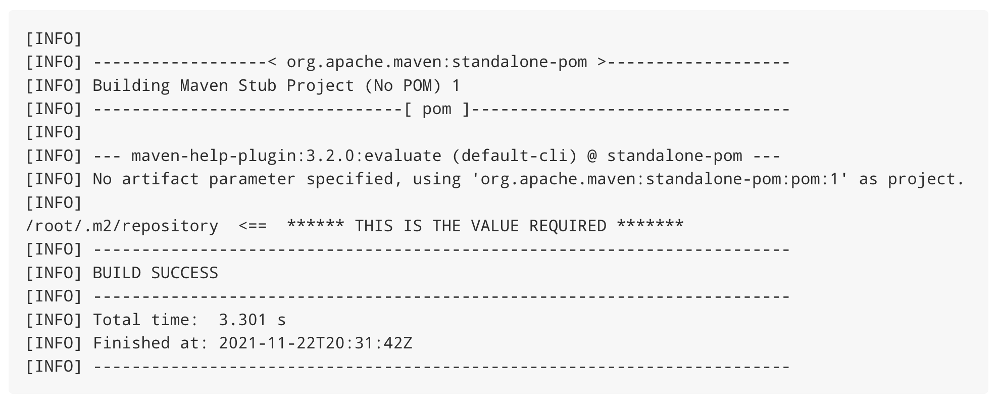 [INFO]
[INFO] ------------------< org.apache.maven:standalone-pom >-------------------
[INFO] Building Maven Stub Project (No POM) 1
[INFO] --------------------------------[ pom ]---------------------------------
[INFO]
[INFO] --- maven-help-plugin:3.2.0:evaluate (default-cli) @ standalone-pom ---
[INFO] No artifact parameter specified, using 'org.apache.maven:standalone-pom:pom:1' as project.
[INFO]
/root/.m2/repository  <==  ****** THIS IS THE VALUE REQUIRED *******
[INFO] ------------------------------------------------------------------------
[INFO] BUILD SUCCESS
[INFO] ------------------------------------------------------------------------
[INFO] Total time:  3.301 s
[INFO] Finished at: 2021-11-22T20:31:42Z
[INFO] ------------------------------------------------------------------------